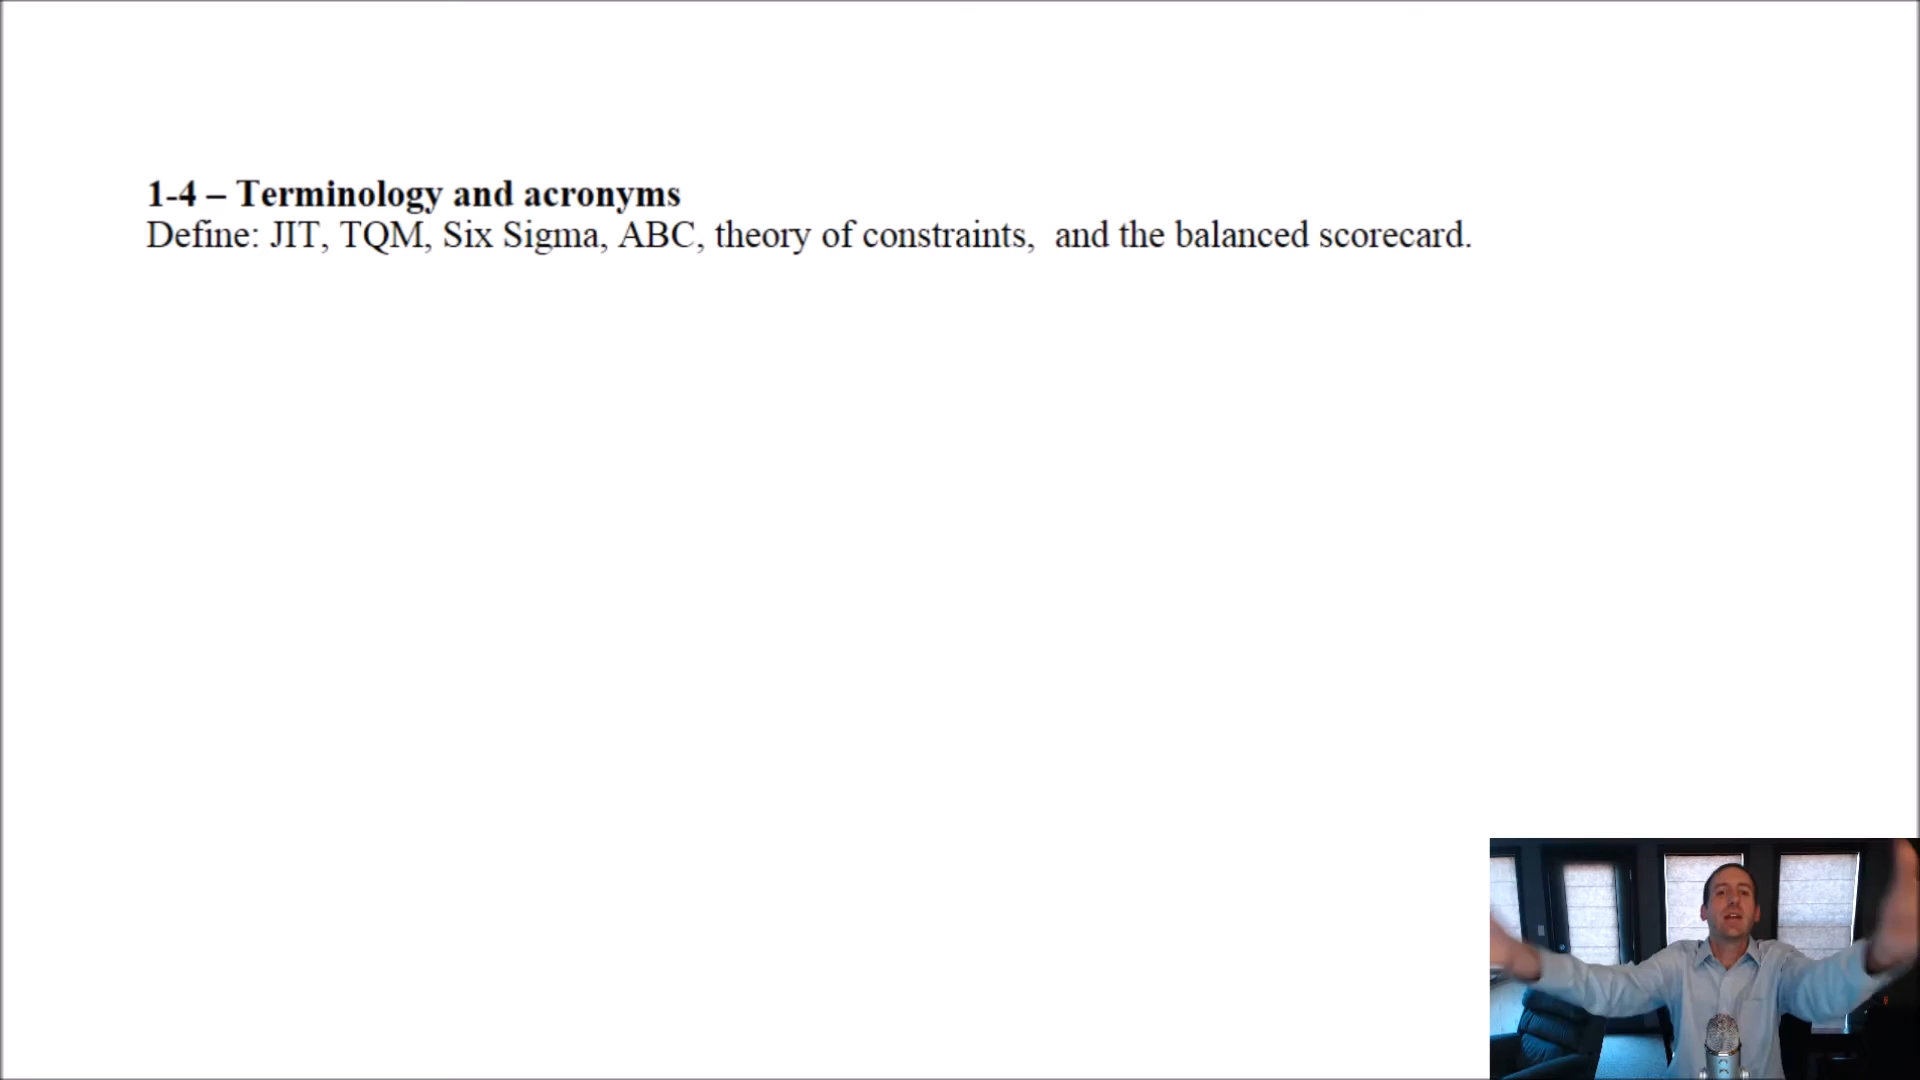 1-4 – Terminology and acronyms
Define: JIT, TQM, Six Sigma, ABC, theory of constraints,  and the balanced scorecard.